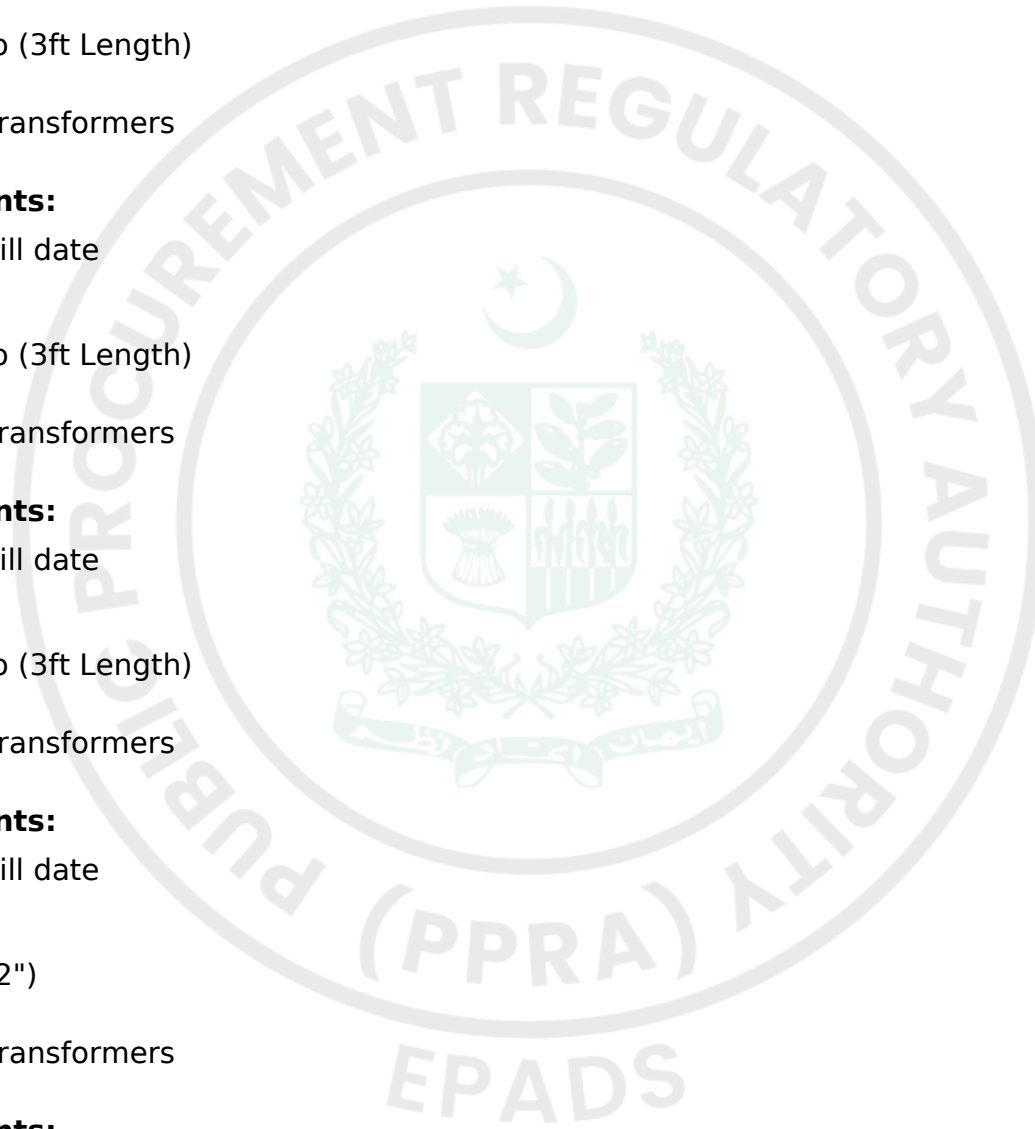 (3ft Length)
ransformers
nts:
ill date
(3ft Length)
ransformers
nts:
ill date
(3ft Length)
ransformers
nts:
ill date
2")
ransformers
PUBLIC PROCUREMENT REGULATORY AUTHORITY
(PPRA)
EPADS